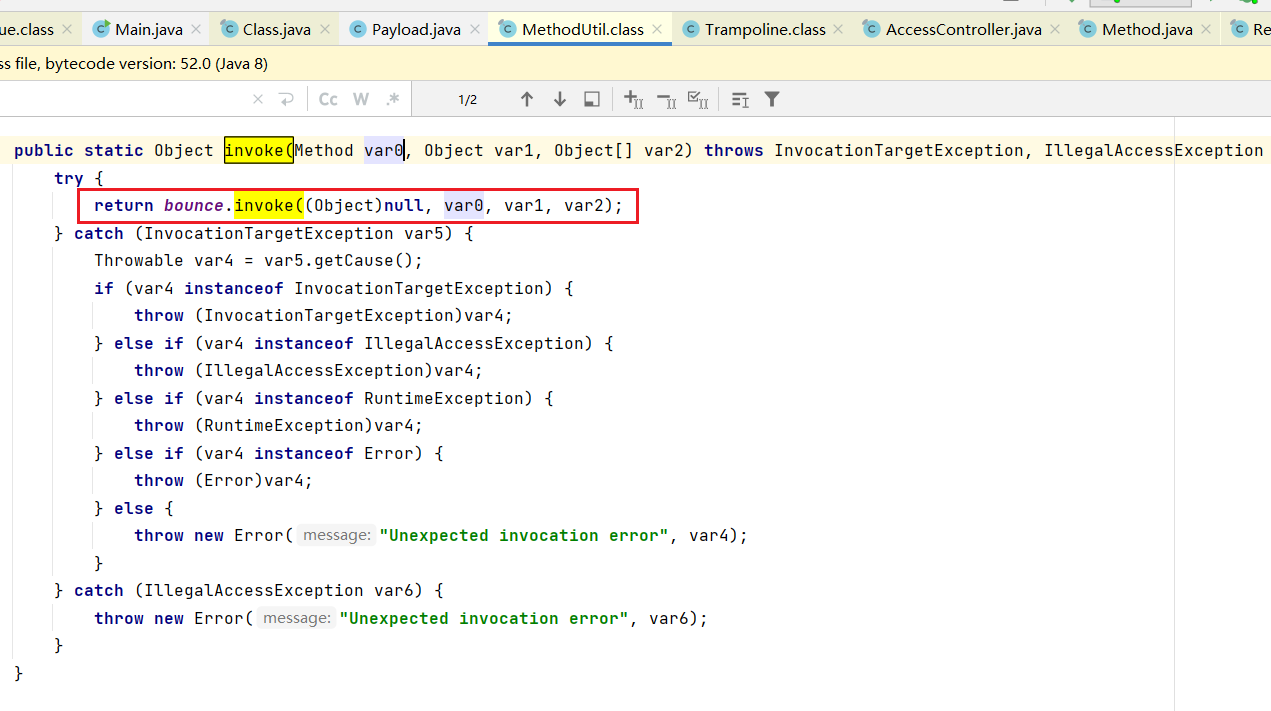 ue.class Main.java Class.java Payload.java MethodUtil.class Trampoline.class AccessController.java Method.java Re
ss file, bytecode version: 52.0 (Java 8)
Cc W .* 1/2
public static Object invoke(Method var0, Object var1, Object[] var2) throws InvocationTargetException, IllegalAccessException
try {
return bounce.invoke((Object)null, var0, var1, var2);
} catch (InvocationTargetException var5) {
Throwable var4 = var5.getCause();
if (var4 instanceof InvocationTargetException) {
throw (InvocationTargetException)var4;
} else if (var4 instanceof IllegalAccessException) {
throw (IllegalAccessException)var4;
} else if (var4 instanceof RuntimeException) {
throw (RuntimeException)var4;
} else if (var4 instanceof Error) {
throw (Error)var4;
} else {
throw new Error( message: "Unexpected invocation error", var4);
}
} catch (IllegalAccessException var6) {
throw new Error( message: "Unexpected invocation error", var6);
}
}